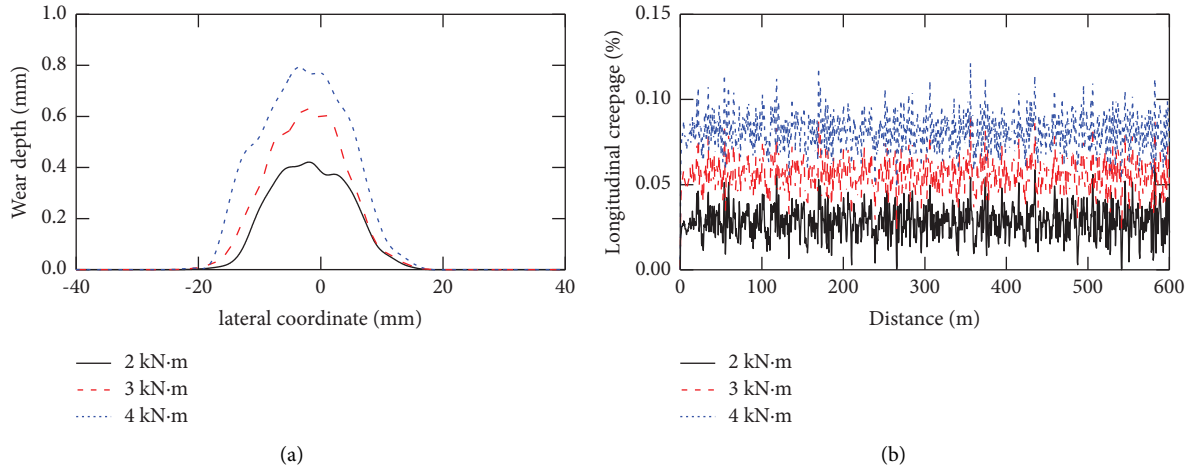 1.0
0.8
0.6
0.4
0.2
0.0
Wear depth (mm)
-40 -20 0 20 40
lateral coordinate (mm)
2 kN·m
3 kN·m
4 kN·m
(a)
0.15
0.10
0.05
0.00
Longitudinal creepage (%)
0 100 200 300 400 500 600
Distance (m)
2 kN·m
3 kN·m
4 kN·m
(b)